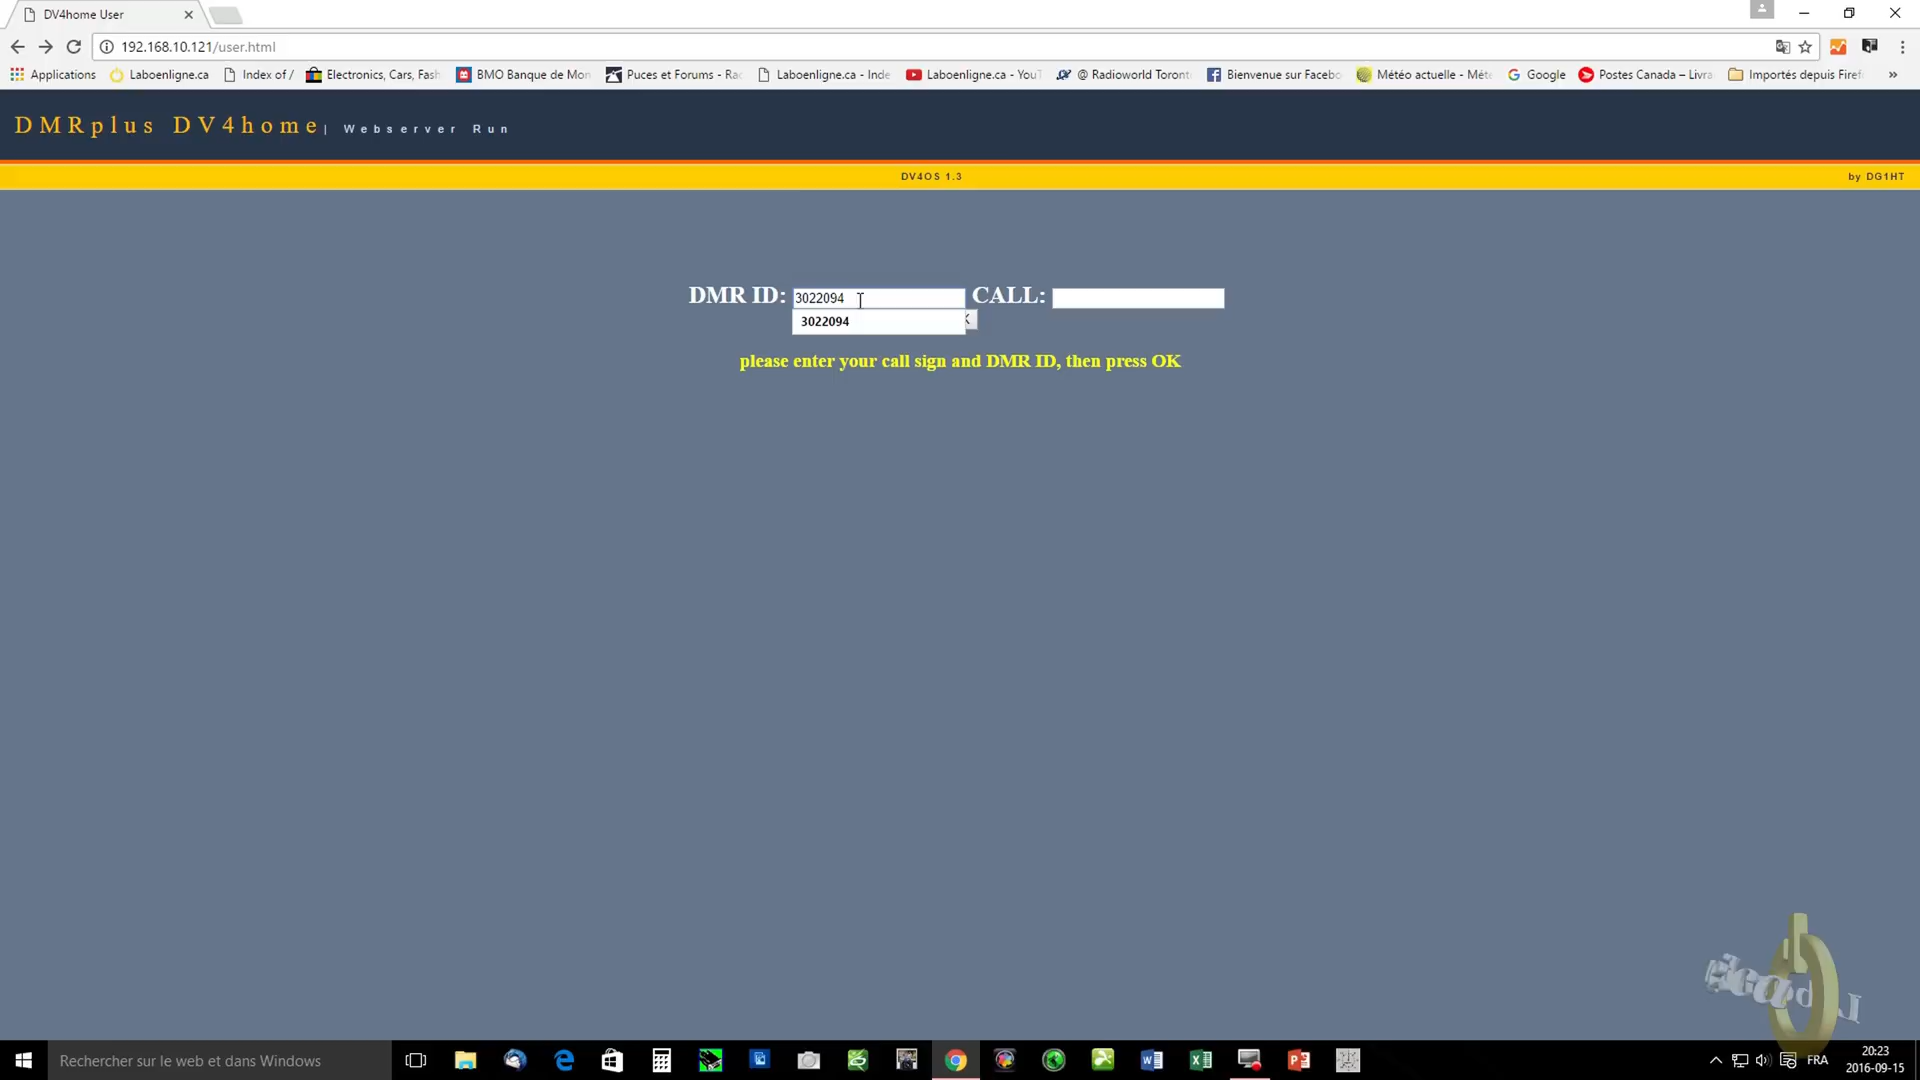 DV4home User
192.168.10.121/user.html
Applications Laboenligne.ca Index of / Electronics, Cars, Fash BMO Banque de Mon Puces et Forums - Ra Laboenligne.ca - Inde Laboenligne.ca - YouT @ Radioworld Toront Bienvenue sur Facebo Météo actuelle - Mét Google Postes Canada – Livra Importés depuis Firef »
DMRplus DV4home| Webserver Run
DV4OS 1.3 by DG1HT
DMR ID: 3022094 CALL:
3022094
please enter your call sign and DMR ID, then press OK
Rechercher sur le web et dans Windows
FRA
20:23
2016-09-15